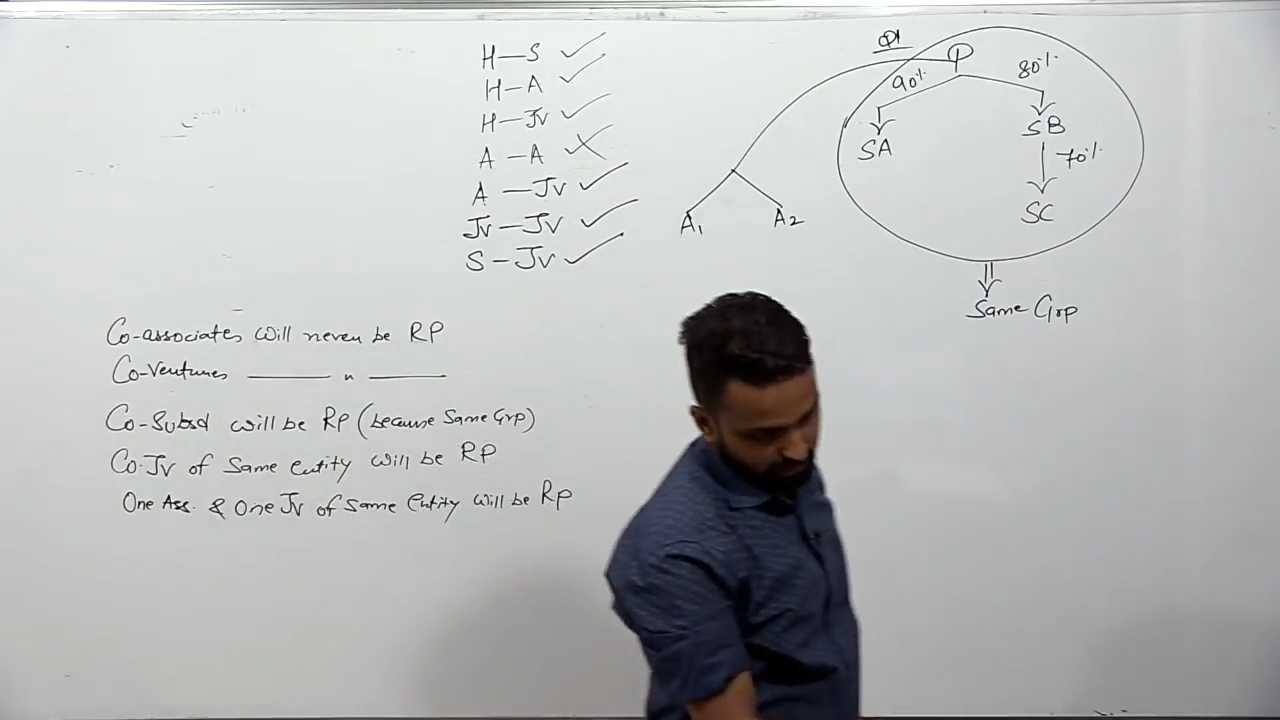 H—S ✓
H—A ✓
H—Jv ✓
A—A ✗
A—Jv ✓
Jv—Jv ✓
S—Jv ✓
Co-associates will never be RP
Co-Ventures ——— " ———
Co-Subsd will be RP (because Same Grp)
Co-JV of Same entity will be RP
One Ass. & One JV of Same Entity will be RP
Q1
P
90%
80%
SA
SB
70%
SC
A1
A2
Same Grp